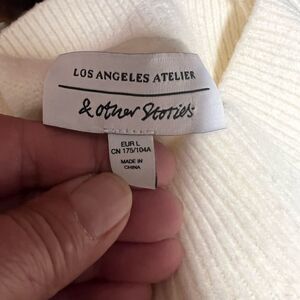 LOS ANGELES ATELIER
& Other Stories
EUR L
CN 175/104A
MADE IN
CHINA